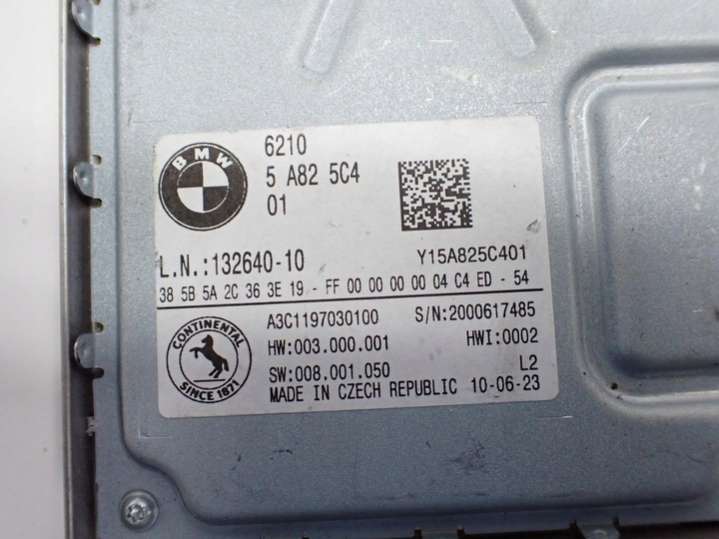 BMW
6210
5 A82 5C4
01
L.N.:132640-10
Y15A825C401
38 5B 5A 2C 36 3E 19 - FF 00 00 00 00 04 C4 ED - 54
CONTINENTAL
SINCE 1871
A3C1197030100 S/N:2000617485
HW:003.000.001 HWI:0002
SW:008.001.050 L2
MADE IN CZECH REPUBLIC 10-06-23